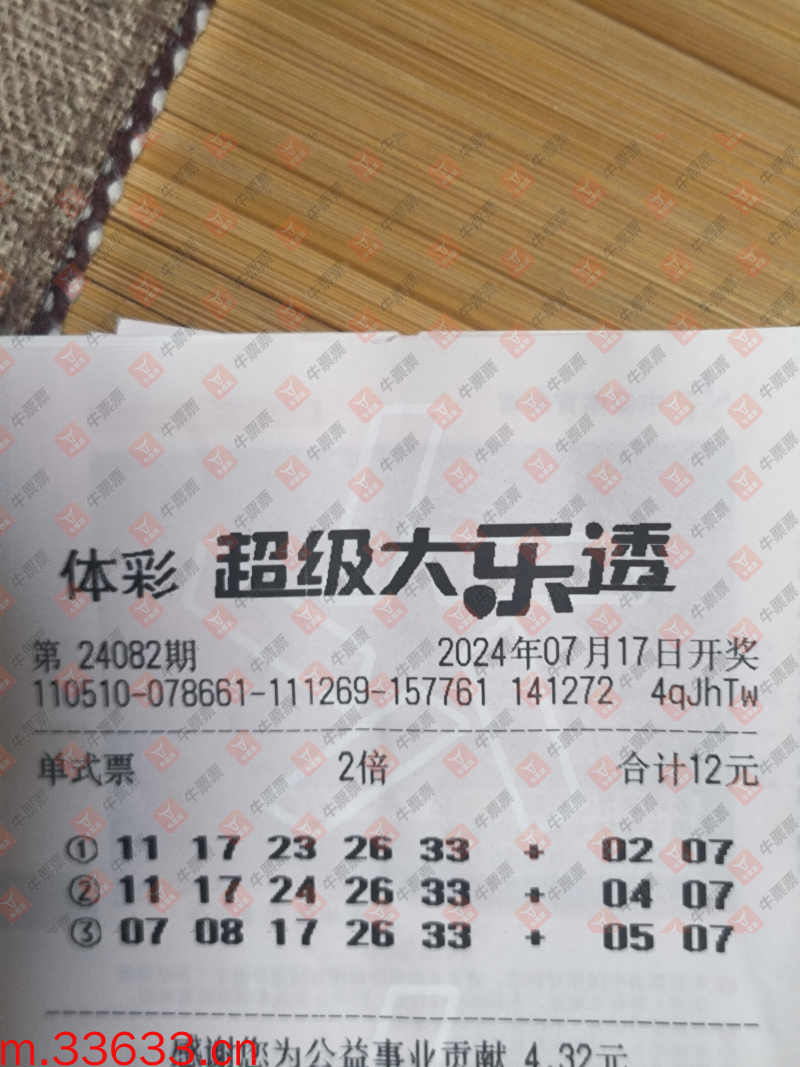 体彩 超级大乐透
第 24082期 2024年07月17日开奖
110510-078661-111269-157761 141272 4qJhTw
单式票 2倍 合计12元
① 11 17 23 26 33 + 02 07
② 11 17 24 26 33 + 04 07
③ 07 08 17 26 33 + 05 07
感谢您为公益事业贡献 4.32元
m.33633.cn
牛票票